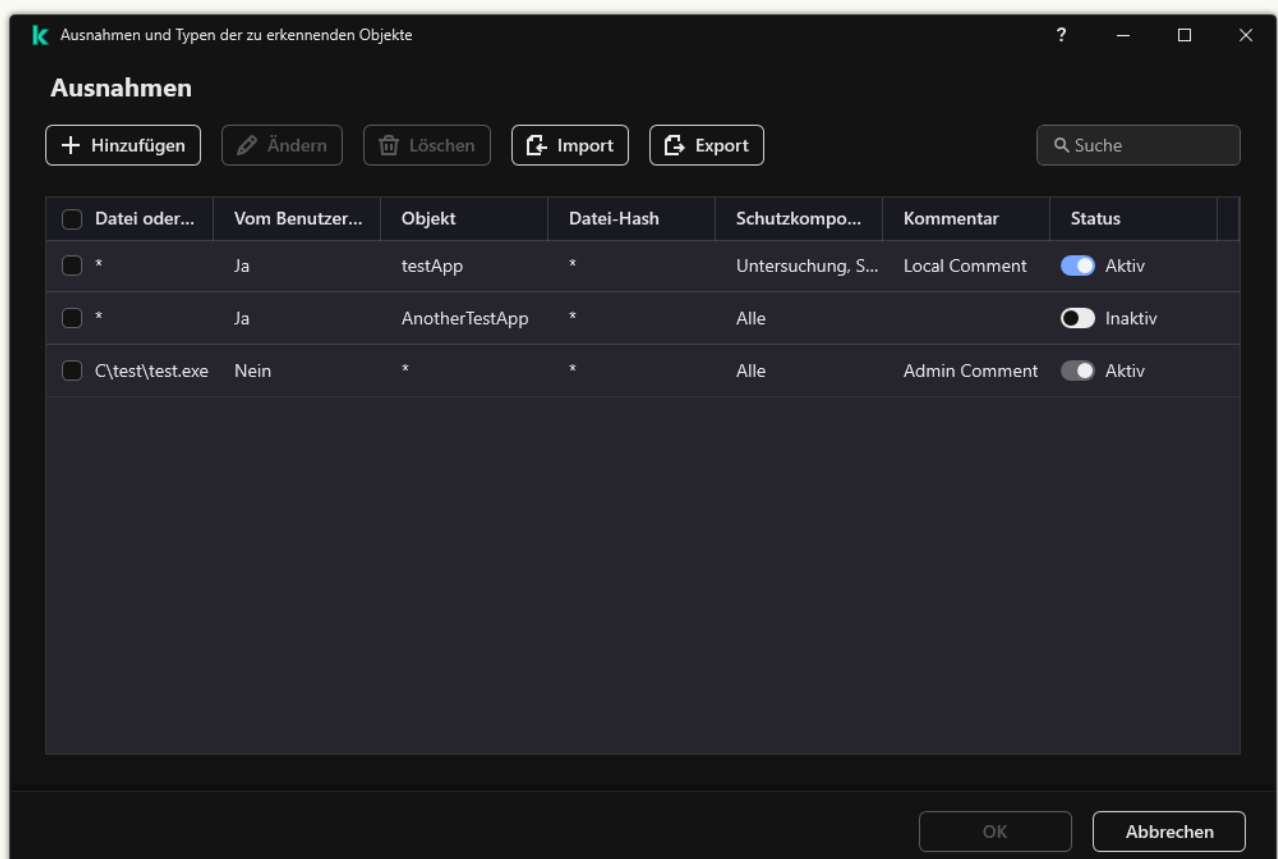 Ausnahmen und Typen der zu erkennenden Objekte
?
Ausnahmen
Hinzufügen Ändern Löschen Import Export Suche
Datei oder... Vom Benutzer... Objekt Datei-Hash Schutzkompo... Kommentar Status
* Ja testApp * Untersuchung, S... Local Comment Aktiv
* Ja AnotherTestApp * Alle Inaktiv
C\test\test.exe Nein * * Alle Admin Comment Aktiv
OK Abbrechen